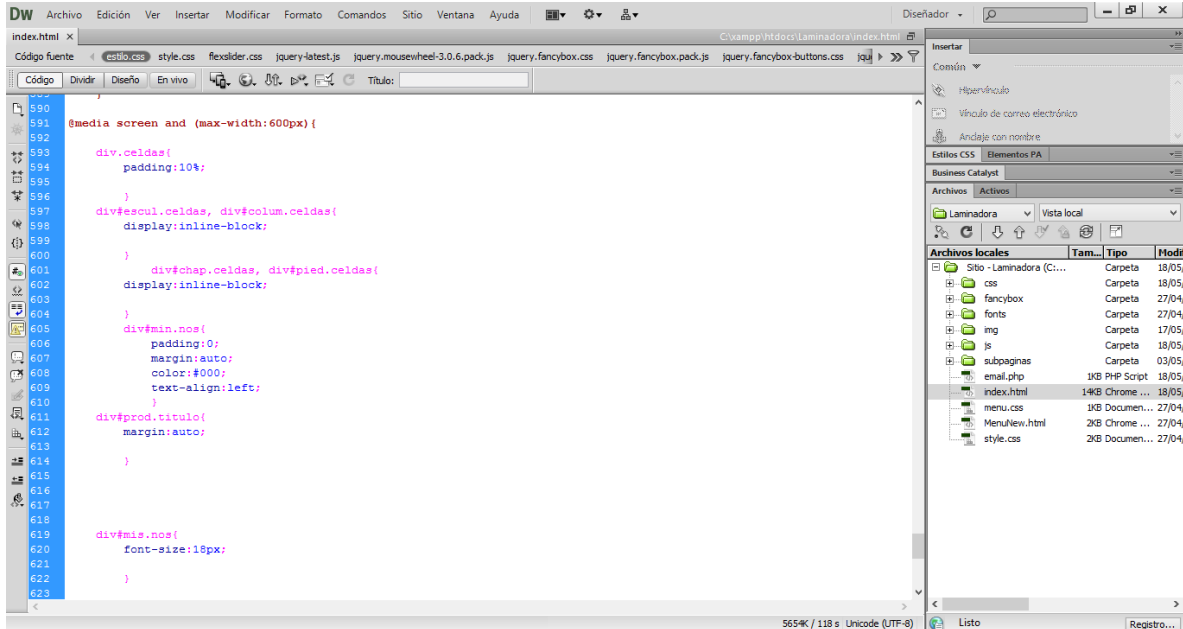 DW Archivo Edición Ver Insertar Modificar Formato Comandos Sitio Ventana Ayuda Diseñador
index.html × C:\xampp\htdocs\Laminadora\index.html
Código fuente estilo.css style.css flexslider.css jquery-latest.js jquery.mousewheel-3.0.6.pack.js jquery.fancybox.css jquery.fancybox.pack.js jquery.fancybox-buttons.css
Código Dividir Diseño En vivo Título:
589 }
590
591 @media screen and (max-width:600px){
592
593 div.celdas{
594 padding:10%;
595
596 }
597 div#escul.celdas, div#colum.celdas{
598 display:inline-block;
599
600 }
601 div#chap.celdas, div#pied.celdas{
602 display:inline-block;
603
604 }
605 div#min.nos{
606 padding:0;
607 margin:auto;
608 color:#000;
609 text-align:left;
610 }
611 div#prod.titulo{
612 margin:auto;
613
614 }
615
616
617
618
619 div#mis.nos{
620 font-size:18px;
621
622 }
623
5654K / 118 s Unicode (UTF-8)
Insertar
Común
Hipervínculo
Vínculo de correo electrónico
Anclaje con nombre
Estilos CSS Elementos PA
Business Catalyst
Archivos Activos
Laminadora Vista local
Archivos locales Tam... Tipo Modi
Sitio - Laminadora (C:... Carpeta 18/05/
css Carpeta 18/05/
fancybox Carpeta 27/04/
fonts Carpeta 27/04/
img Carpeta 17/05/
js Carpeta 18/05/
subpaginas Carpeta 03/05/
email.php 1KB PHP Script 18/05/
index.html 14KB Chrome ... 18/05/
menu.css 1KB Documen... 27/04/
MenuNew.html 2KB Chrome ... 27/04/
style.css 2KB Documen... 27/04/
Listo Registro...